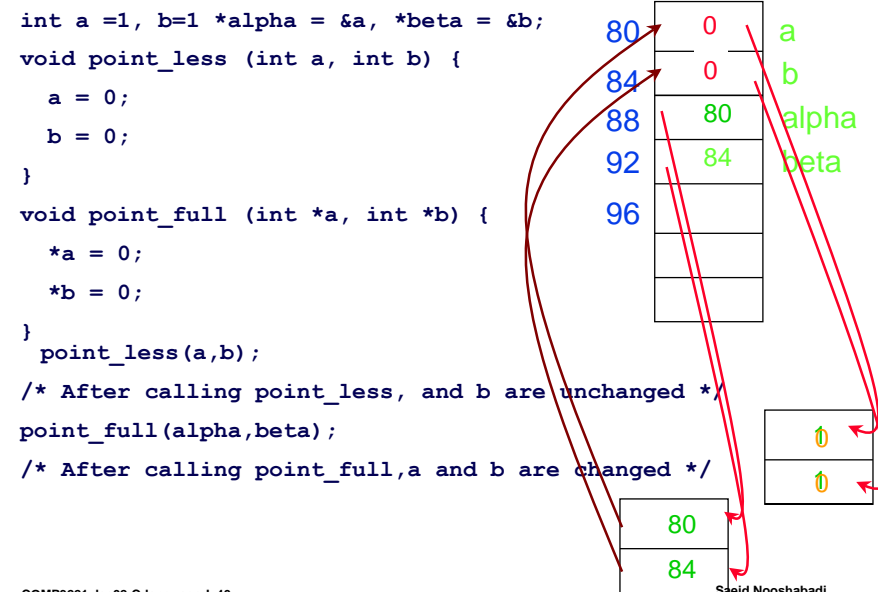 int a =1, b=1 *alpha = &a, *beta = &b;
void point_less (int a, int b) {
a = 0;
b = 0;
}
void point_full (int *a, int *b) {
*a = 0;
*b = 0;
}
point_less(a,b);
/* After calling point_less, and b are unchanged */
point_full(alpha,beta);
/* After calling point_full,a and b are changed */
80 0 a
84 0 b
88 80 alpha
92 84 beta
96
1 0
1 0
80
84
Saeid Nooshabadi